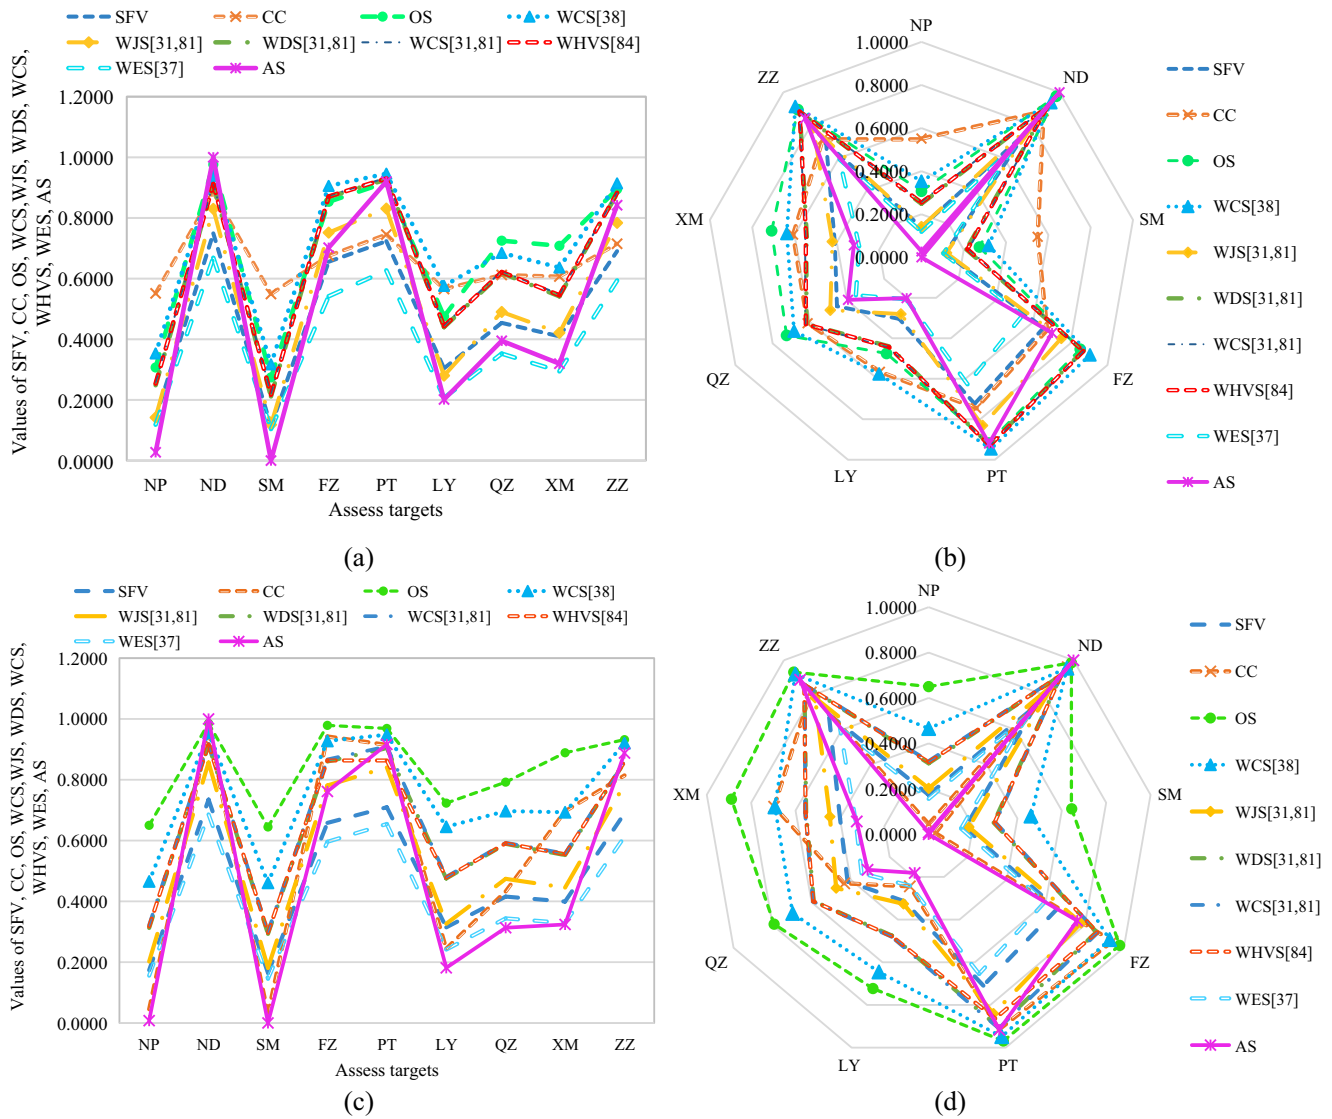 SFV CC OS WCS[38]
WJS[31,81] WDS[31,81] WCS[31,81] WHVS[84]
WES[37] AS
Values of SFV, CC, OS, WCS,WJS, WDS, WCS,
WHVS, WES, AS
1.2000
1.0000
0.8000
0.6000
0.4000
0.2000
0.0000
NP ND SM FZ PT LY QZ XM ZZ
Assess targets
(a)
NP
ND
SM
FZ
PT
LY
QZ
XM
ZZ
1.0000
0.8000
0.6000
0.4000
0.2000
0.0000
SFV
CC
OS
WCS[38]
WJS[31,81]
WDS[31,81]
WCS[31,81]
WHVS[84]
WES[37]
AS
(b)
SFV CC OS WCS[38]
WJS[31,81] WDS[31,81] WCS[31,81] WHVS[84]
WES[37] AS
Values of SFV, CC, OS, WCS,WJS, WDS, WCS,
WHVS, WES, AS
1.2000
1.0000
0.8000
0.6000
0.4000
0.2000
0.0000
NP ND SM FZ PT LY QZ XM ZZ
Assess targets
(c)
NP
ND
SM
FZ
PT
LY
QZ
XM
ZZ
1.0000
0.8000
0.6000
0.4000
0.2000
0.0000
SFV
CC
OS
WCS[38]
WJS[31,81]
WDS[31,81]
WCS[31,81]
WHVS[84]
WES[37]
AS
(d)